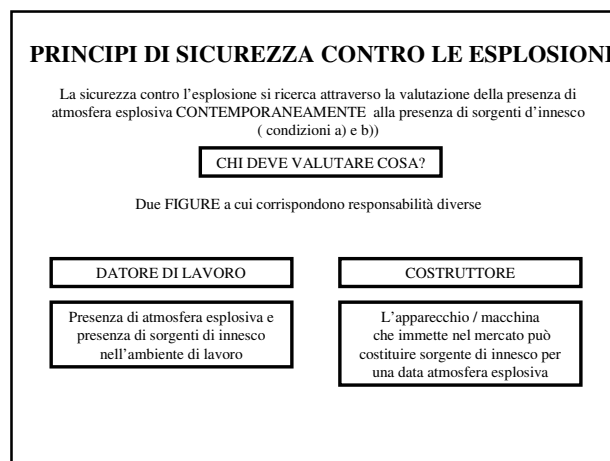 PRINCIPI DI SICUREZZA CONTRO LE ESPLOSIONI
La sicurezza contro l'esplosione si ricerca attraverso la valutazione della presenza di
atmosfera esplosiva CONTEMPORANEAMENTE alla presenza di sorgenti d'innesco
( condizioni a) e b))
CHI DEVE VALUTARE COSA?
Due FIGURE a cui corrispondono responsabilità diverse
DATORE DI LAVORO
Presenza di atmosfera esplosiva e
presenza di sorgenti di innesco
nell'ambiente di lavoro
COSTRUTTORE
L'apparecchio / macchina
che immette nel mercato può
costituire sorgente di innesco per
una data atmosfera esplosiva